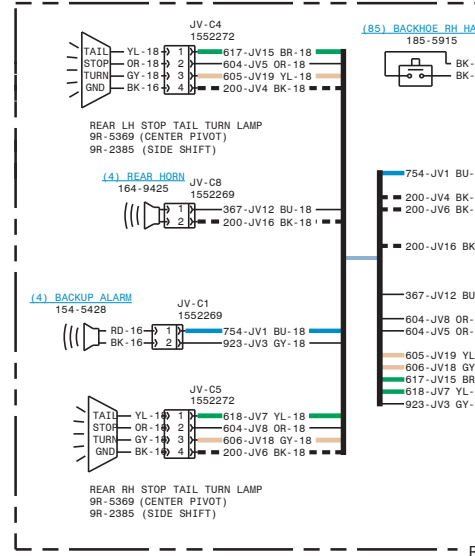 JV-C4
1552272
TAIL YL-18 1 617-JV15 BR-18
STOP OR-18 2 604-JV5 OR-18
TURN GY-18 3 605-JV19 YL-18
GND BK-16 4 200-JV4 BK-18
REAR LH STOP TAIL TURN LAMP
9R-5369 (CENTER PIVOT)
9R-2385 (SIDE SHIFT)
(85) BACKHOE RH HA
185-5915
BK-
BK-
(4) REAR HORN
164-9425
JV-C8
1552269
1 367-JV12 BU-18
2 200-JV16 BK-18
754-JV1 BU-
200-JV4 BK-
200-JV6 BK-
200-JV16 BK
367-JV12 BU
604-JV8 OR-
604-JV5 OR-
605-JV19 YL
606-JV18 GY
617-JV15 BR
618-JV7 YL-
923-JV3 GY-
(4) BACKUP ALARM
154-5428
JV-C1
1552269
RD-16 1 754-JV1 BU-18
BK-16 2 923-JV3 GY-18
JV-C5
1552272
TAIL YL-18 1 618-JV7 YL-18
STOP OR-18 2 604-JV8 OR-18
TURN GY-18 3 606-JV18 GY-18
GND BK-16 4 200-JV6 BK-18
REAR RH STOP TAIL TURN LAMP
9R-5369 (CENTER PIVOT)
9R-2385 (SIDE SHIFT)